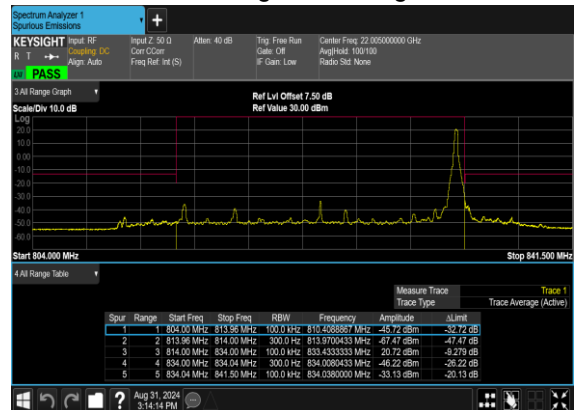 Spectrum Analyzer 1
Spurious Emissions
KEYSIGHT Input: RF Input Z: 50 Ω Atten: 40 dB Trig: Free Run Center Freq: 22.005000000 GHz
R T Coupling: DC Corr CCorr Gate: Off Avg|Hold: 100/100
Align: Auto Freq Ref: Int (S) IF Gain: Low Radio Std: None
PASS
3 All Range Graph
Ref Lvl Offset 7.50 dB
Scale/Div 10.0 dB Ref Value 30.00 dBm
Log
20.0
10.0
0.00
-10.0
-20.0
-30.0
-40.0
-50.0
-60.0
Start 804.000 MHz Stop 841.500 MHz
4 All Range Table
Measure Trace Trace 1
Trace Type Trace Average (Active)
Spur Range Start Freq Stop Freq RBW Frequency Amplitude ΔLimit
1 1 804.00 MHz 813.96 MHz 100.0 kHz 810.4088867 MHz -45.72 dBm -32.72 dB
2 2 813.96 MHz 814.00 MHz 300.0 Hz 813.9700433 MHz -67.47 dBm -47.47 dB
3 3 814.00 MHz 834.00 MHz 100.0 kHz 833.4333333 MHz 20.72 dBm -9.279 dB
4 4 834.00 MHz 834.04 MHz 300.0 Hz 834.0080433 MHz -46.22 dBm -26.22 dB
5 5 834.04 MHz 841.50 MHz 100.0 kHz 834.0380000 MHz -33.13 dBm -20.13 dB
?
Aug 31, 2024
3:14:14 PM